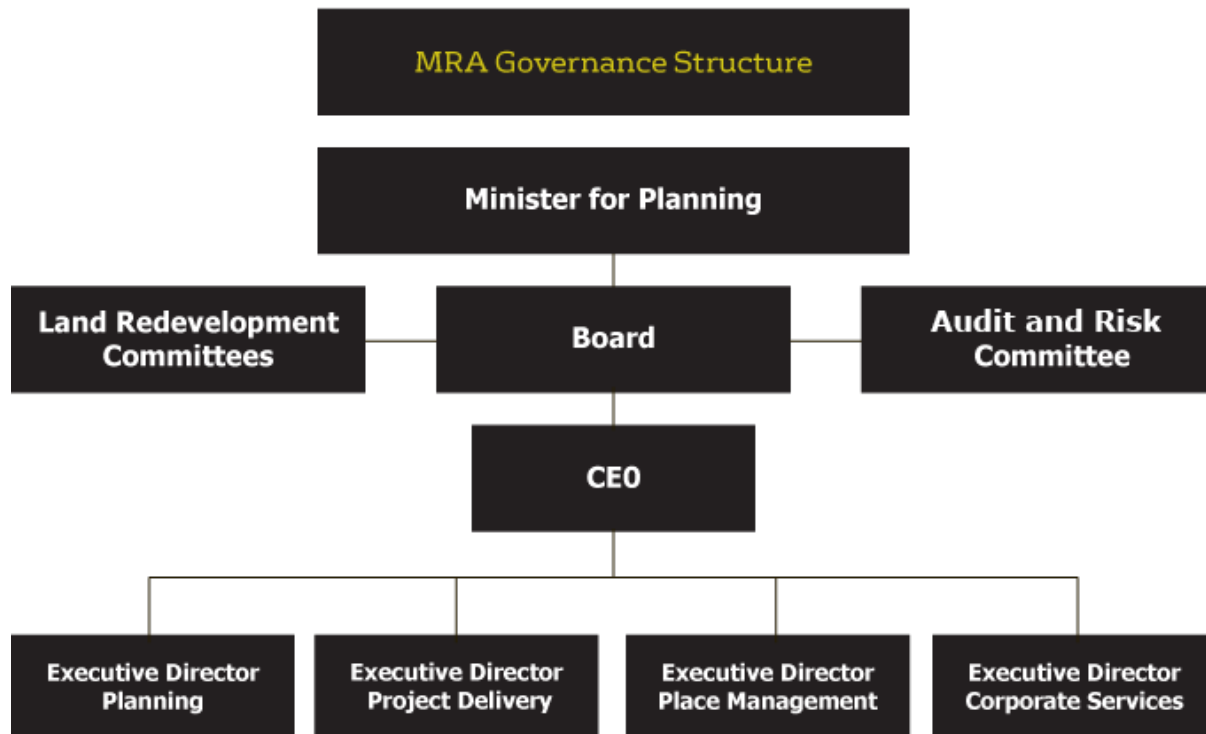 MRA Governance Structure
Minister for Planning
Land Redevelopment
Committees
Board
Audit and Risk
Committee
CE0
Executive Director
Planning
Executive Director
Project Delivery
Executive Director
Place Management
Executive Director
Corporate Services